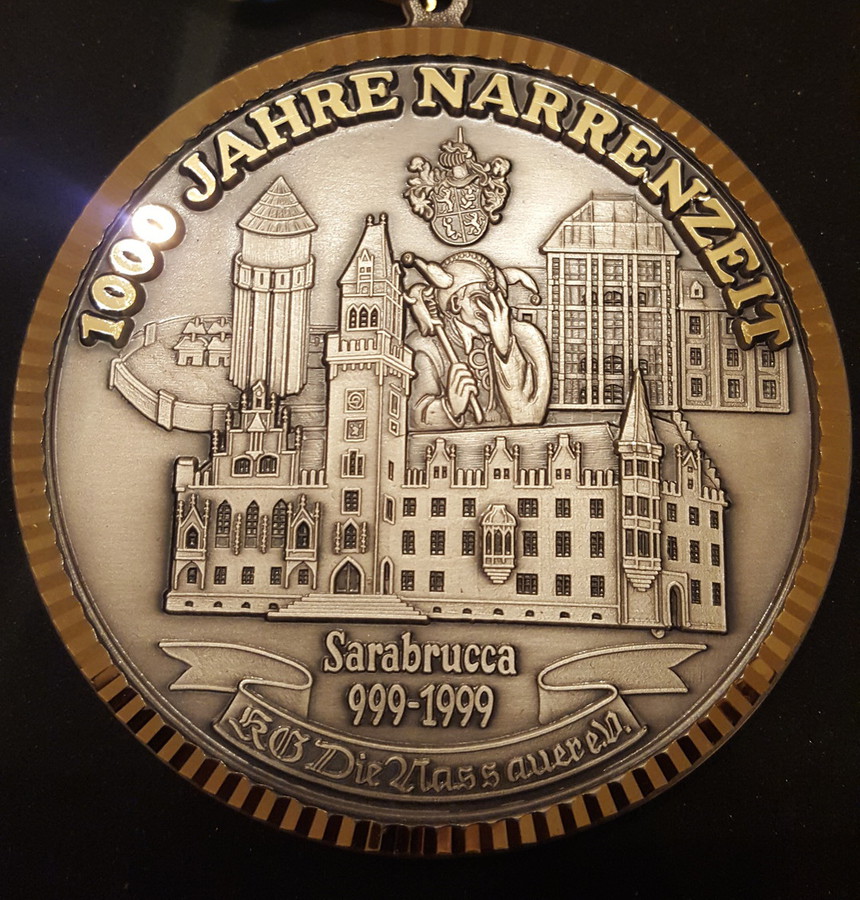 1000 JAHRE NARRENZEIT
Sarabrucca
999-1999
KG Die Nassauer e.V.